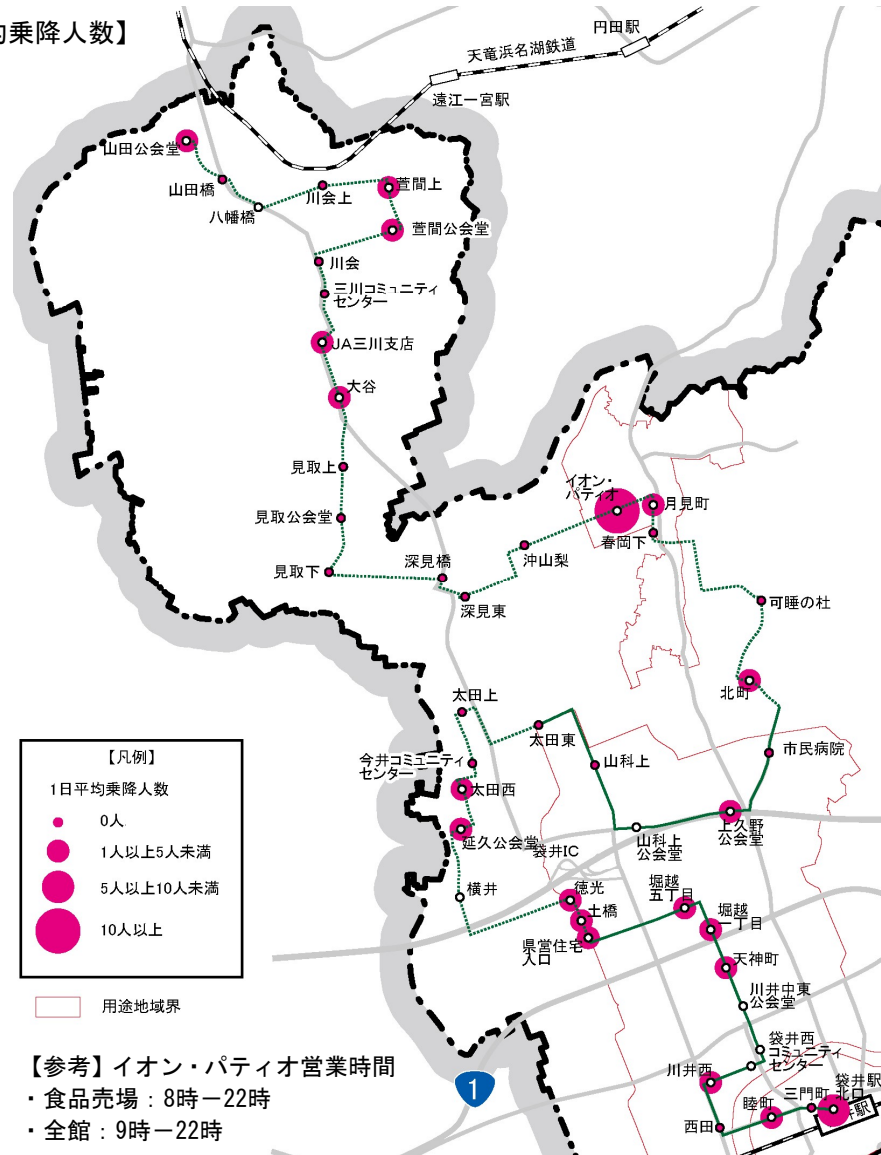 均乗降人数】
円田駅
天竜浜名湖鉄道
遠江一宮駅
山田公会堂
山田橋
八幡橋
川会上
萱間上
萱間公会堂
川会
三川コミュニティ
センター
JA三川支店
大谷
見取上
見取公会堂
見取下
深見橋
深見東
沖山梨
イオン・
パティオ
月見町
春岡下
可睡の杜
北町
市民病院
上久野
公会堂
山科上
公会堂
山科上
太田東
太田上
今井コミュニティ
センター
太田西
延久公会堂
横井
袋井IC
徳光
土橋
県営住宅
入口
堀越
五丁目
堀越
一丁目
天神町
川井中東
公会堂
袋井西
コミュニティ
センター
川井西
西田
睦町
三門町
袋井駅
北口
井駅
1
【凡例】
1日平均乗降人数
0人
1人以上5人未満
5人以上10人未満
10人以上
用途地域界
【参考】イオン・パティオ営業時間
・食品売場：8時－22時
・全館：9時－22時